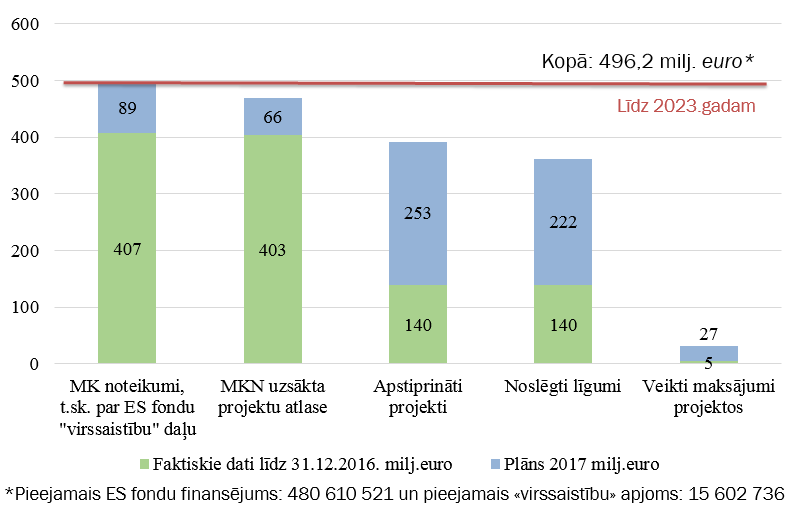 600
500
400
300
200
100
0
Kopā: 496,2 milj. euro*
Līdz 2023.gadam
89
407
66
403
253
140
222
140
27
5
MK noteikumi,
t.sk. par ES fondu
"virssaistību" daļu
MKN uzsākta
projektu atlase
Apstiprināti
projekti
Noslēgti līgumi
Veikti maksājumi
projektos
Faktiskie dati līdz 31.12.2016. milj.euro
Plāns 2017 milj.euro
*Pieejamais ES fondu finansējums: 480 610 521 un pieejamais «virssaistību» apjoms: 15 602 736